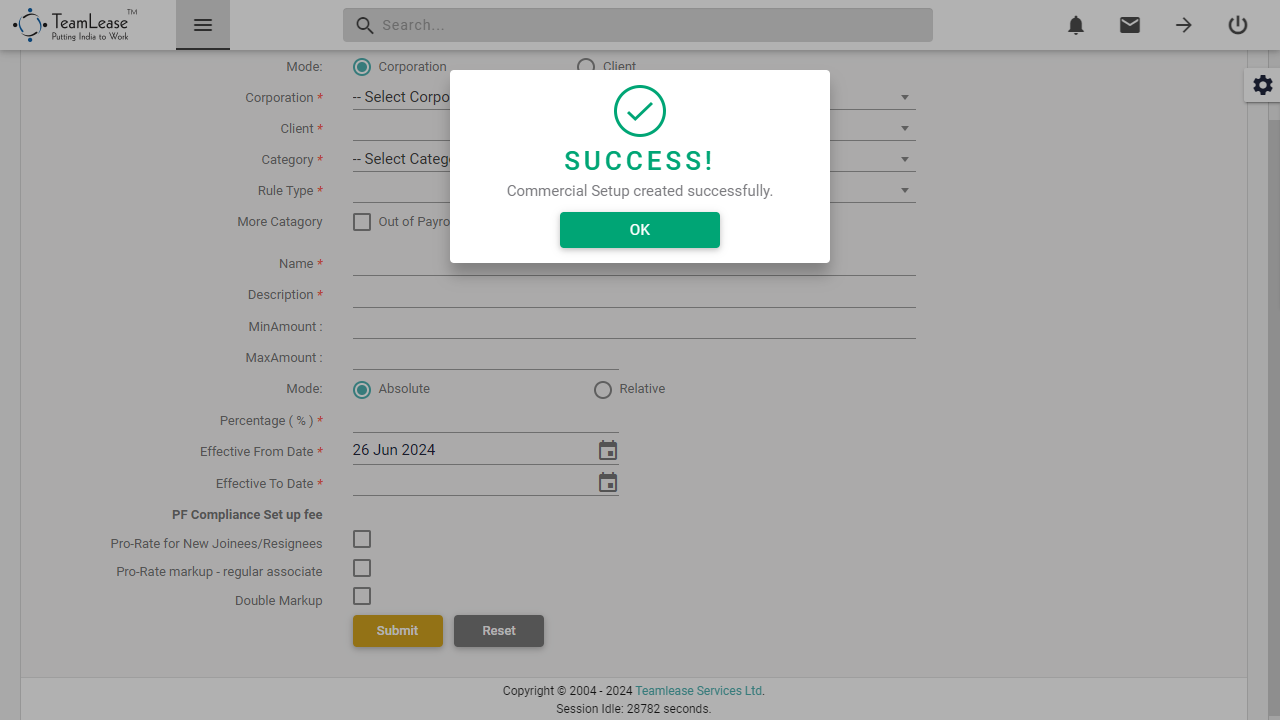 TeamLease TM
Putting India to Work
Search...
Mode:
Corporation
Client
Corporation *
-- Select Corpo
Client *
Category *
-- Select Catego
Rule Type *
More Catagory
Out of Payro
SUCCESS!
Commercial Setup created successfully.
OK
Name *
Description *
MinAmount :
MaxAmount :
Mode:
Absolute
Relative
Percentage ( % ) *
Effective From Date *
26 Jun 2024
Effective To Date *
PF Compliance Set up fee
Pro-Rate for New Joinees/Resignees
Pro-Rate markup - regular associate
Double Markup
Submit
Reset
Copyright © 2004 - 2024 Teamlease Services Ltd.
Session Idle: 28782 seconds.